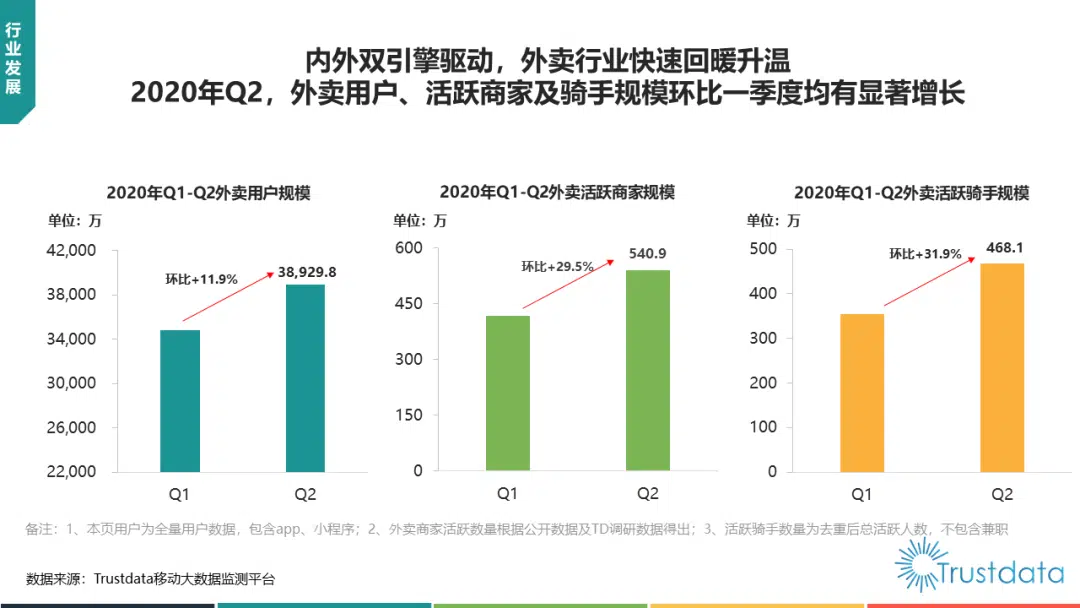 行业发展
内外双引擎驱动，外卖行业快速回暖升温
2020年Q2，外卖用户、活跃商家及骑手规模环比一季度均有显著增长
2020年Q1-Q2外卖用户规模
单位：万
42,000
38,000
34,000
30,000
26,000
22,000
环比+11.9%
38,929.8
Q1
Q2
2020年Q1-Q2外卖活跃商家规模
单位：万
600
450
300
150
0
环比+29.5%
540.9
Q1
Q2
2020年Q1-Q2外卖活跃骑手规模
单位：万
500
400
300
200
100
0
环比+31.9%
468.1
Q1
Q2
备注：1、本页用户为全量用户数据，包含app、小程序；2、外卖商家活跃数量根据公开数据及TD调研数据得出；3、活跃骑手数量为去重后总活跃人数，不包含兼职
数据来源：Trustdata移动大数据监测平台
Trustdata